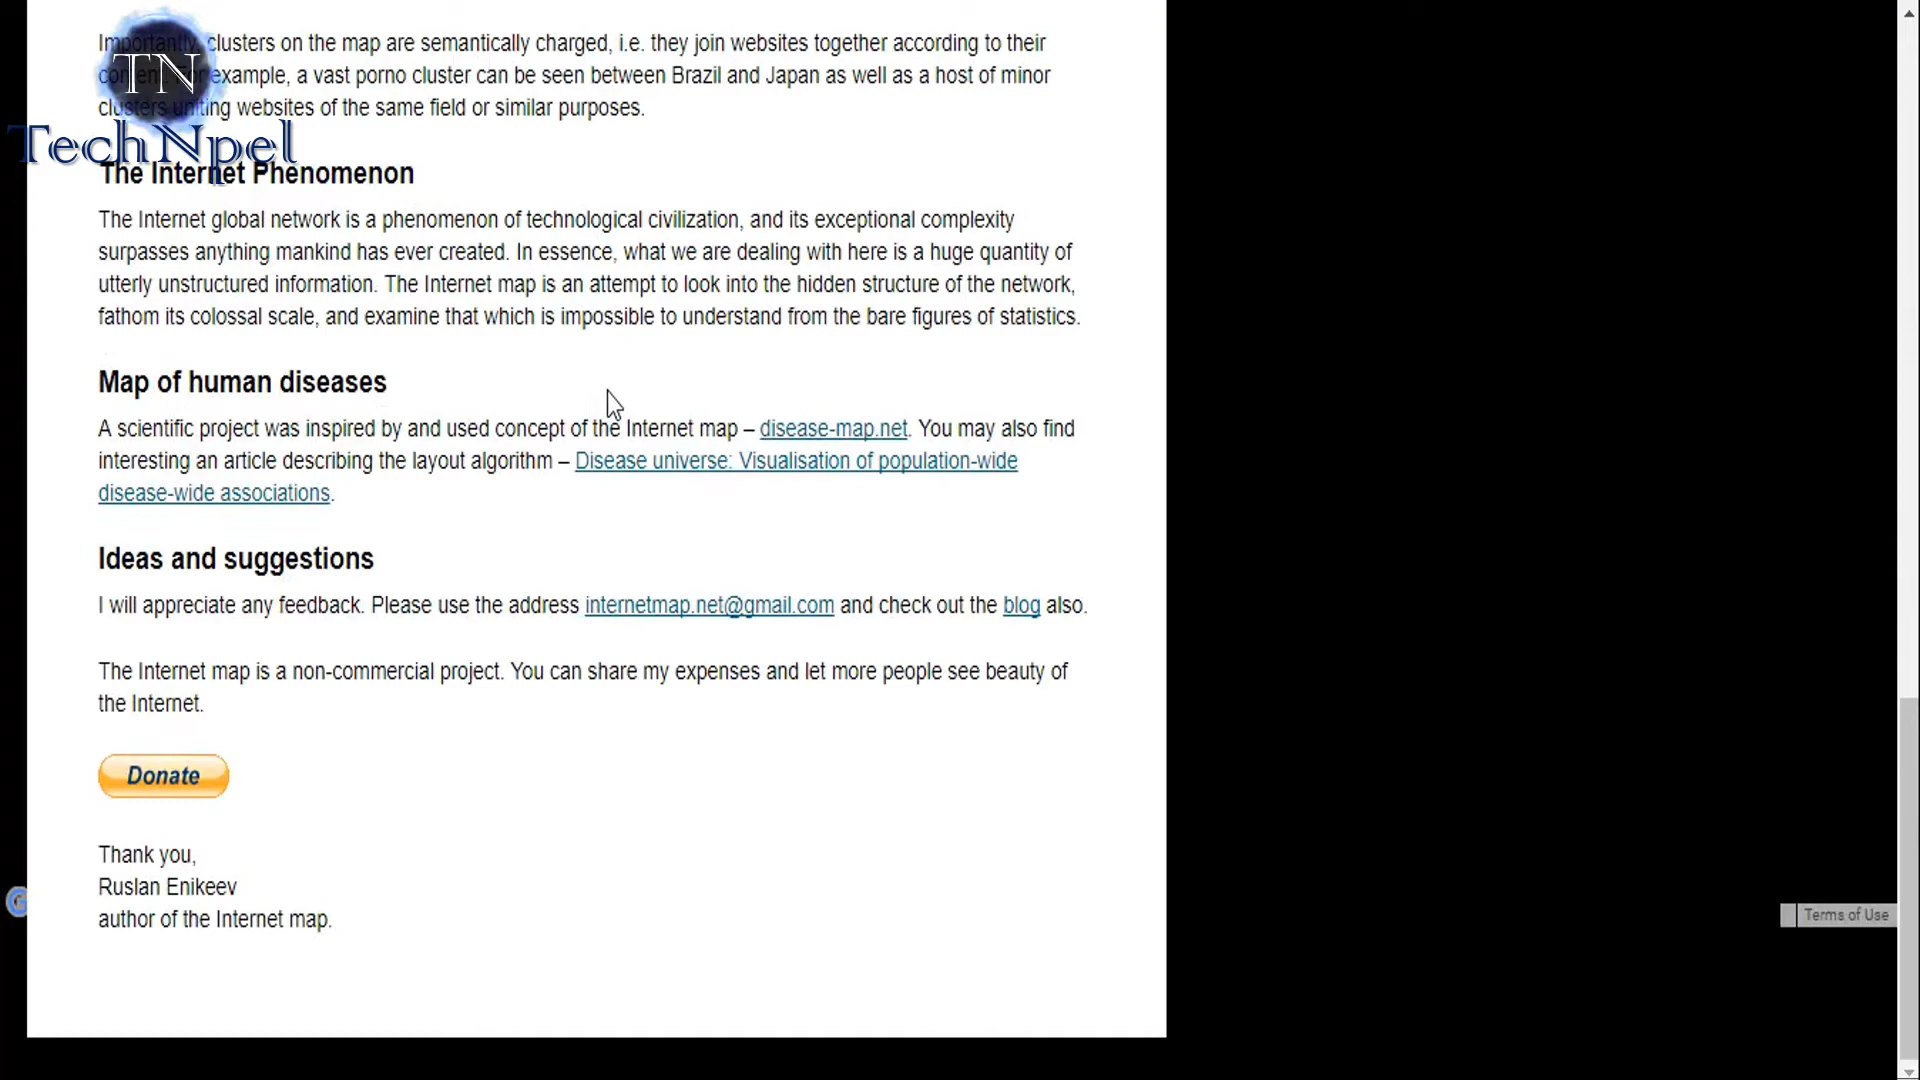 TN
TechNpel
Importantly, clusters on the map are semantically charged, i.e. they join websites together according to their
content. For example, a vast porno cluster can be seen between Brazil and Japan as well as a host of minor
clusters uniting websites of the same field or similar purposes.
The Internet Phenomenon
The Internet global network is a phenomenon of technological civilization, and its exceptional complexity
surpasses anything mankind has ever created. In essence, what we are dealing with here is a huge quantity of
utterly unstructured information. The Internet map is an attempt to look into the hidden structure of the network,
fathom its colossal scale, and examine that which is impossible to understand from the bare figures of statistics.
Map of human diseases
A scientific project was inspired by and used concept of the Internet map – disease-map.net. You may also find
interesting an article describing the layout algorithm – Disease universe: Visualisation of population-wide
disease-wide associations.
Ideas and suggestions
I will appreciate any feedback. Please use the address internetmap.net@gmail.com and check out the blog also.
The Internet map is a non-commercial project. You can share my expenses and let more people see beauty of
the Internet.
Donate
Thank you,
Ruslan Enikeev
author of the Internet map.
G
Terms of Use